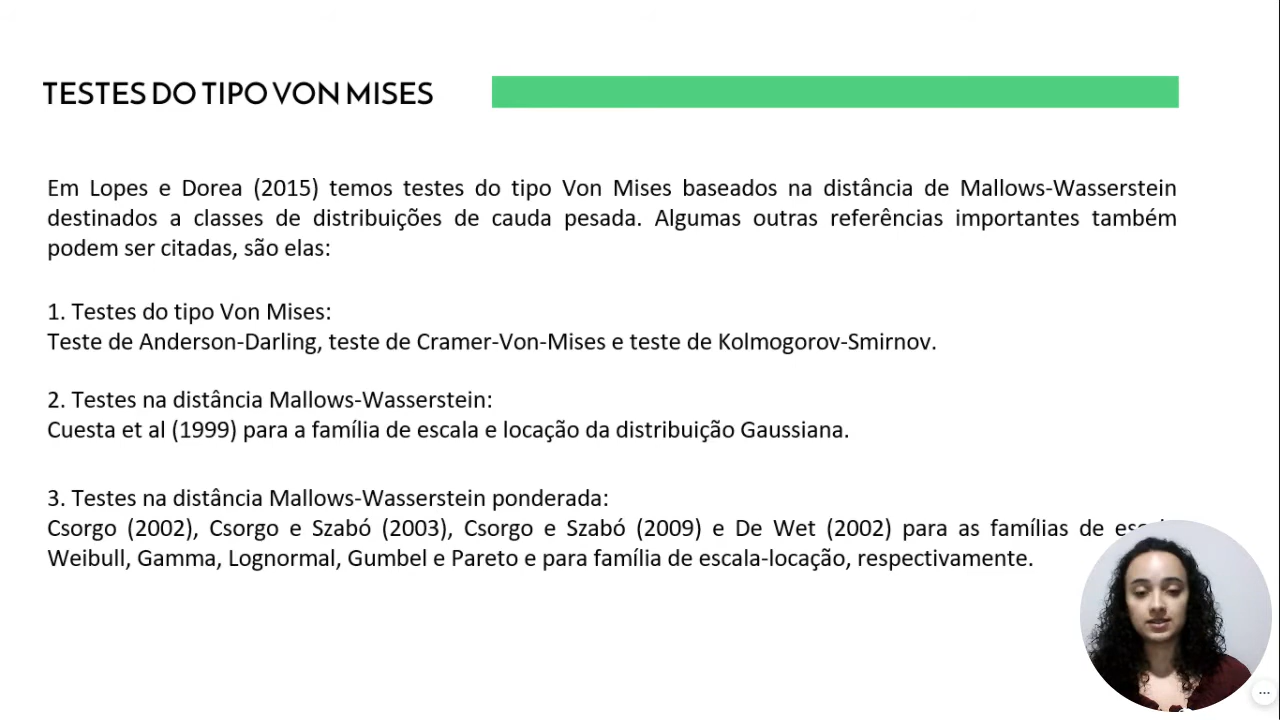 TESTES DO TIPO VON MISES
Em Lopes e Dorea (2015) temos testes do tipo Von Mises baseados na distância de Mallows-Wasserstein
destinados a classes de distribuições de cauda pesada. Algumas outras referências importantes também
podem ser citadas, são elas:
1. Testes do tipo Von Mises:
Teste de Anderson-Darling, teste de Cramer-Von-Mises e teste de Kolmogorov-Smirnov.
2. Testes na distância Mallows-Wasserstein:
Cuesta et al (1999) para a família de escala e locação da distribuição Gaussiana.
3. Testes na distância Mallows-Wasserstein ponderada:
Csorgo (2002), Csorgo e Szabó (2003), Csorgo e Szabó (2009) e De Wet (2002) para as famílias de
Weibull, Gamma, Lognormal, Gumbel e Pareto e para família de escala-locação, respectivamente.